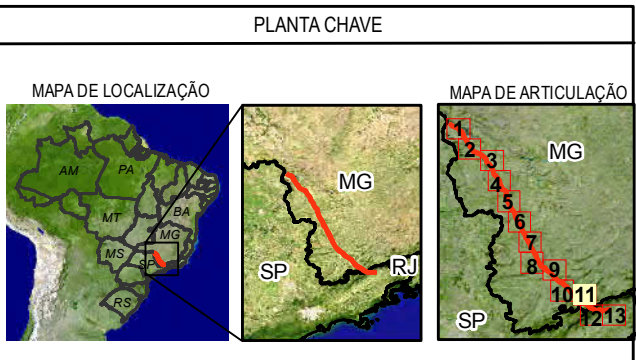 PLANTA CHAVE
MAPA DE LOCALIZAÇÃO
AM
PA
MT
BA
MG
MS
SP
RS
MG
SP
RJ
MAPA DE ARTICULAÇÃO
1
2
3
MG
4
5
6
7
8
9
10
11
SP
12
13